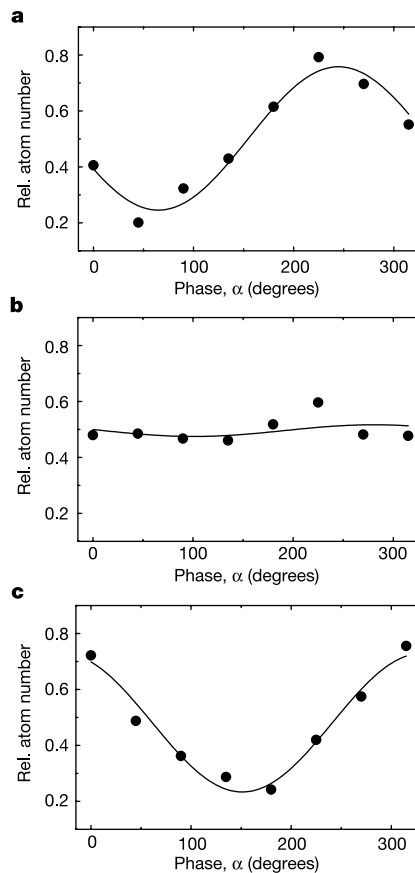 a
0.8
0.6
0.4
0.2
Rel. atom number
0 100 200 300
Phase, α (degrees)
b
0.8
0.6
0.4
0.2
Rel. atom number
0 100 200 300
Phase, α (degrees)
c
0.8
0.6
0.4
0.2
Rel. atom number
0 100 200 300
Phase, α (degrees)